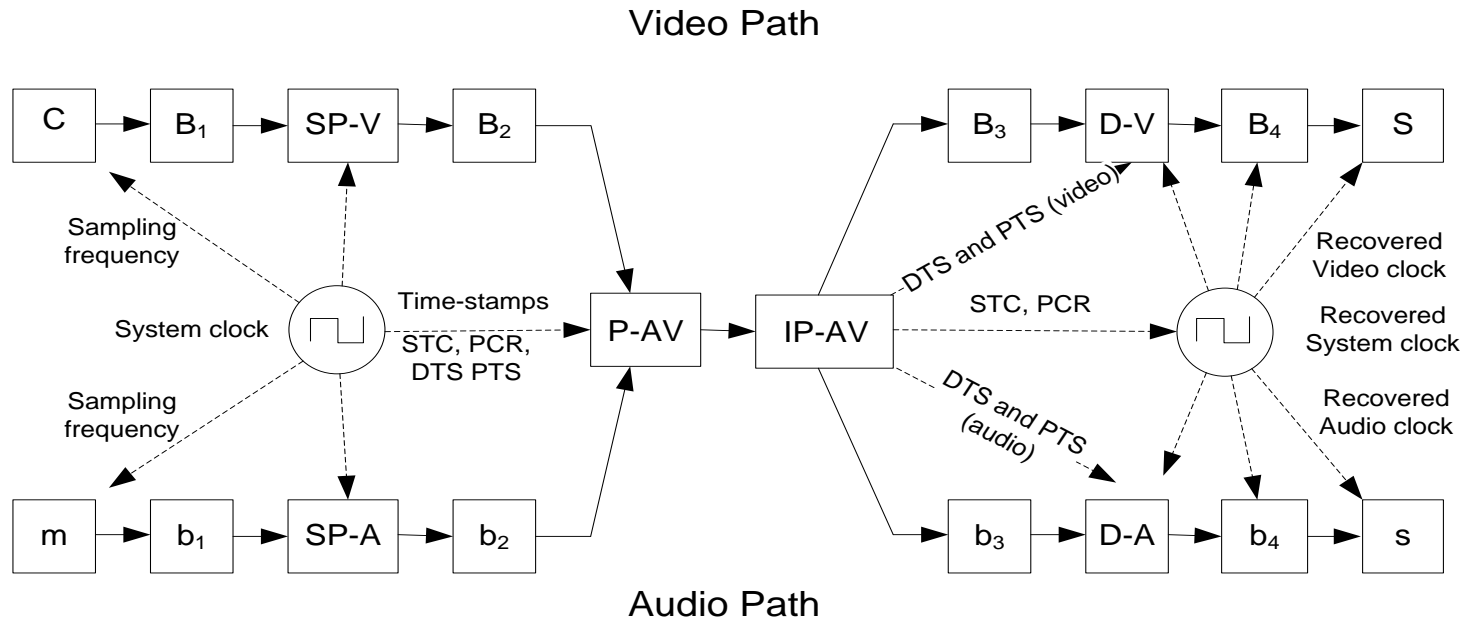 Video Path
C
B₁
SP-V
B₂
B₃
D-V
B₄
S
Sampling
frequency
System clock
Sampling
frequency
Time-stamps
STC, PCR,
DTS PTS
P-AV
IP-AV
DTS and PTS (video)
STC, PCR
DTS and PTS
(audio)
Recovered
Video clock
Recovered
System clock
Recovered
Audio clock
m
b₁
SP-A
b₂
b₃
D-A
b₄
s
Audio Path